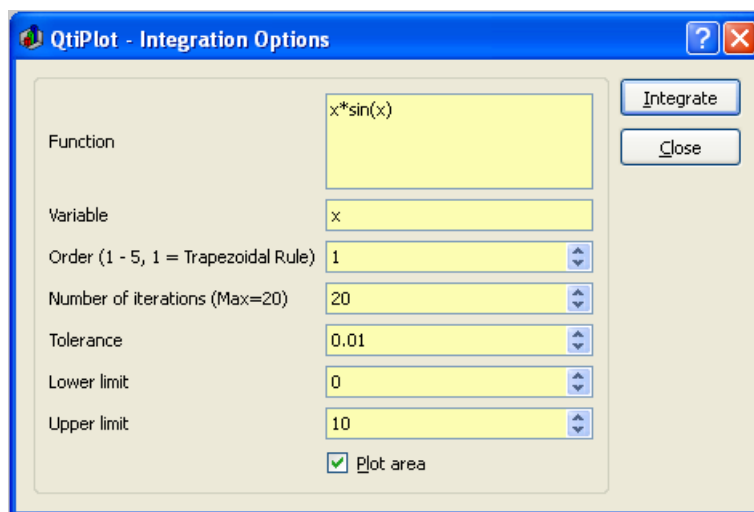 QtiPlot - Integration Options
?
Function
x*sin(x)
Integrate
Close
Variable
x
Order (1 - 5, 1 = Trapezoidal Rule)
1
Number of iterations (Max=20)
20
Tolerance
0.01
Lower limit
0
Upper limit
10
Plot area